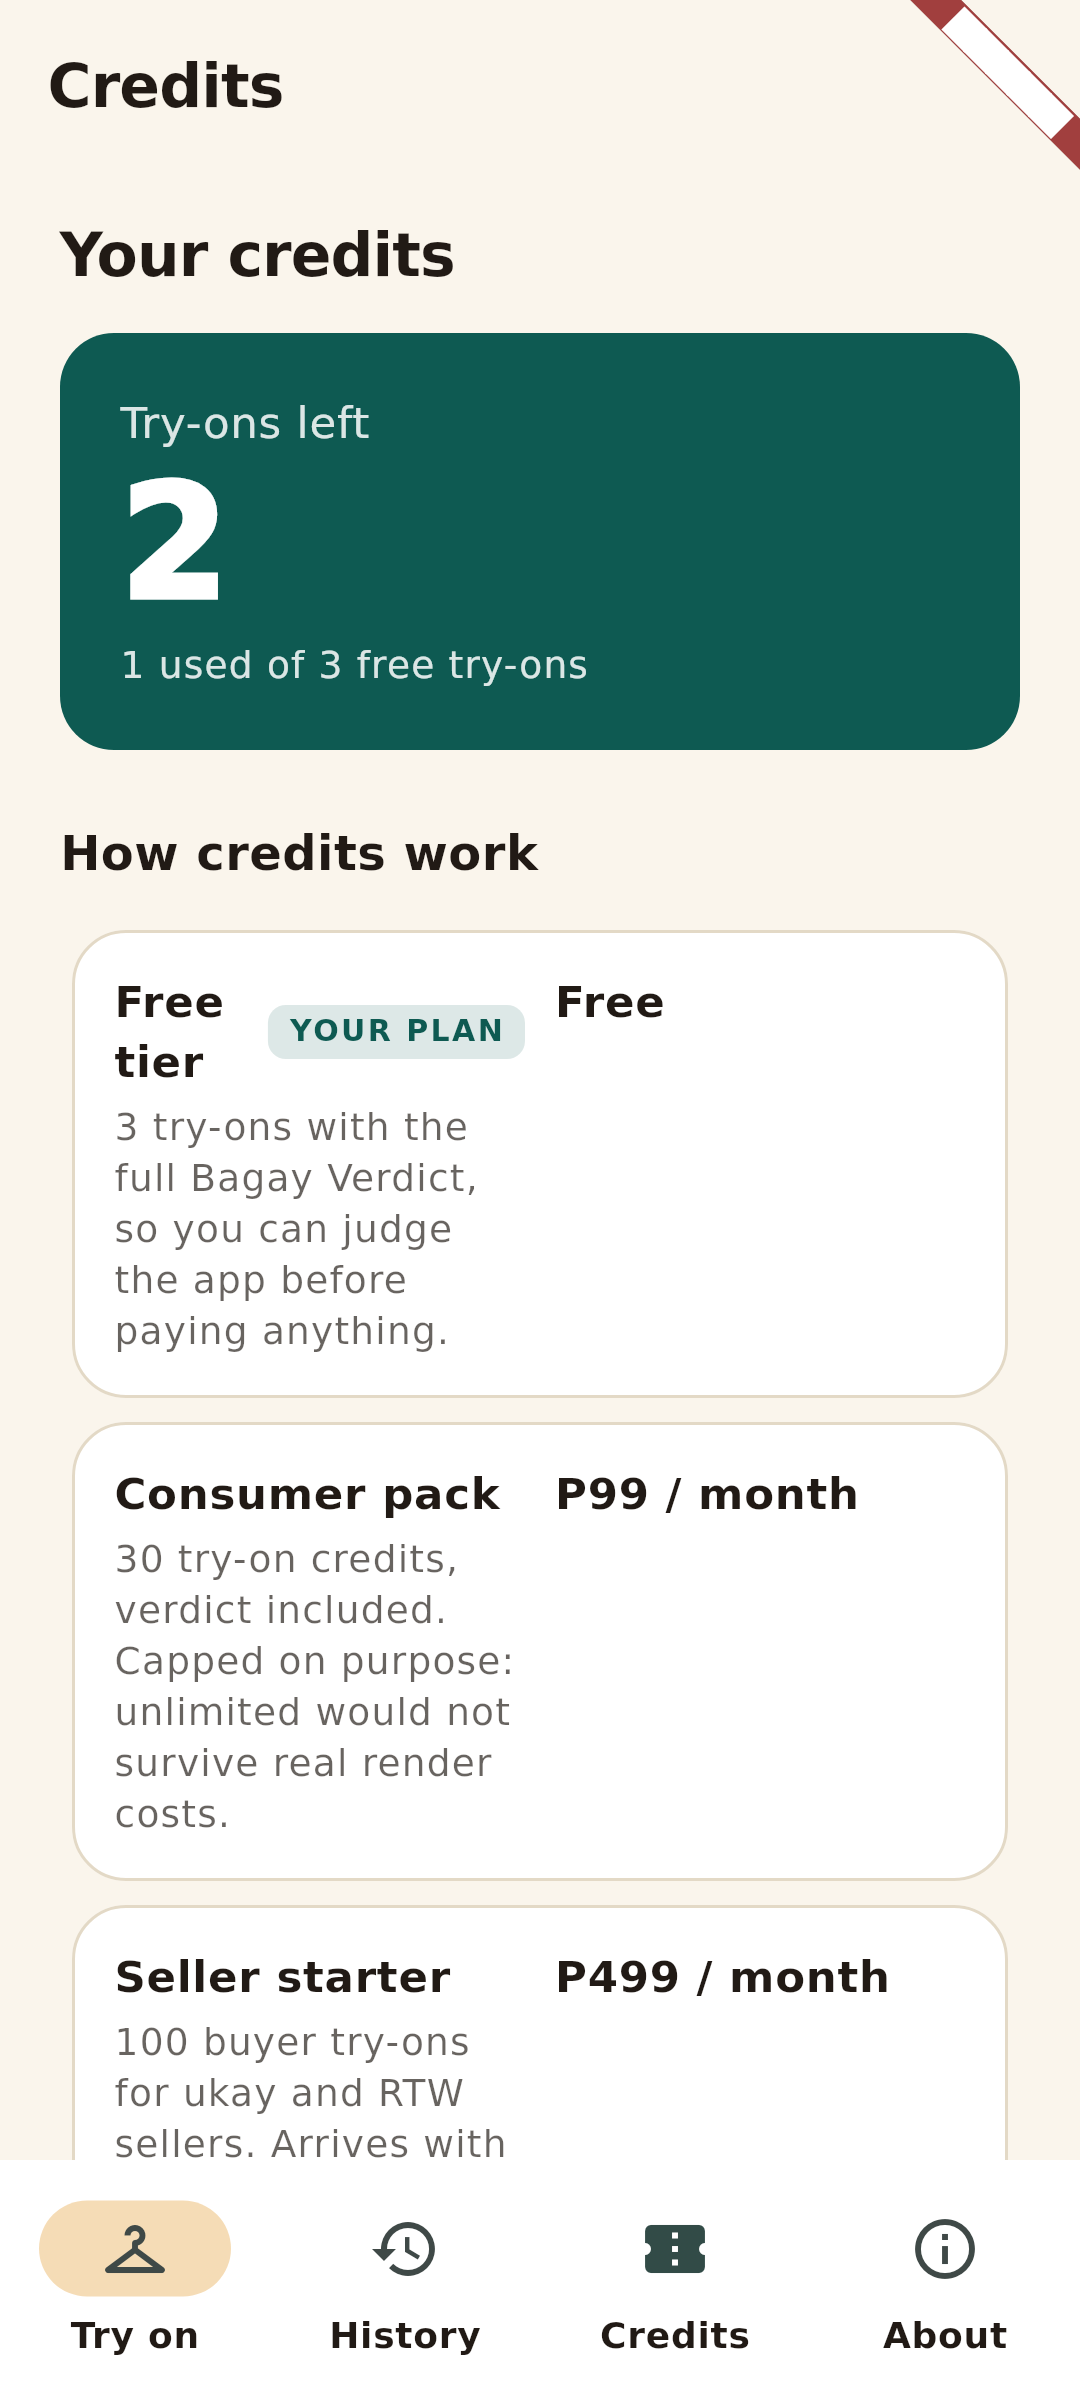 Credits
Your credits
Try-ons left
2
1 used of 3 free try-ons
How credits work
Free tier
YOUR PLAN
Free
3 try-ons with the
full Bagay Verdict,
so you can judge
the app before
paying anything.
Consumer pack
P99 / month
30 try-on credits,
verdict included.
Capped on purpose:
unlimited would not
survive real render
costs.
Seller starter
P499 / month
100 buyer try-ons
for ukay and RTW
sellers. Arrives with
Try on
History
Credits
About